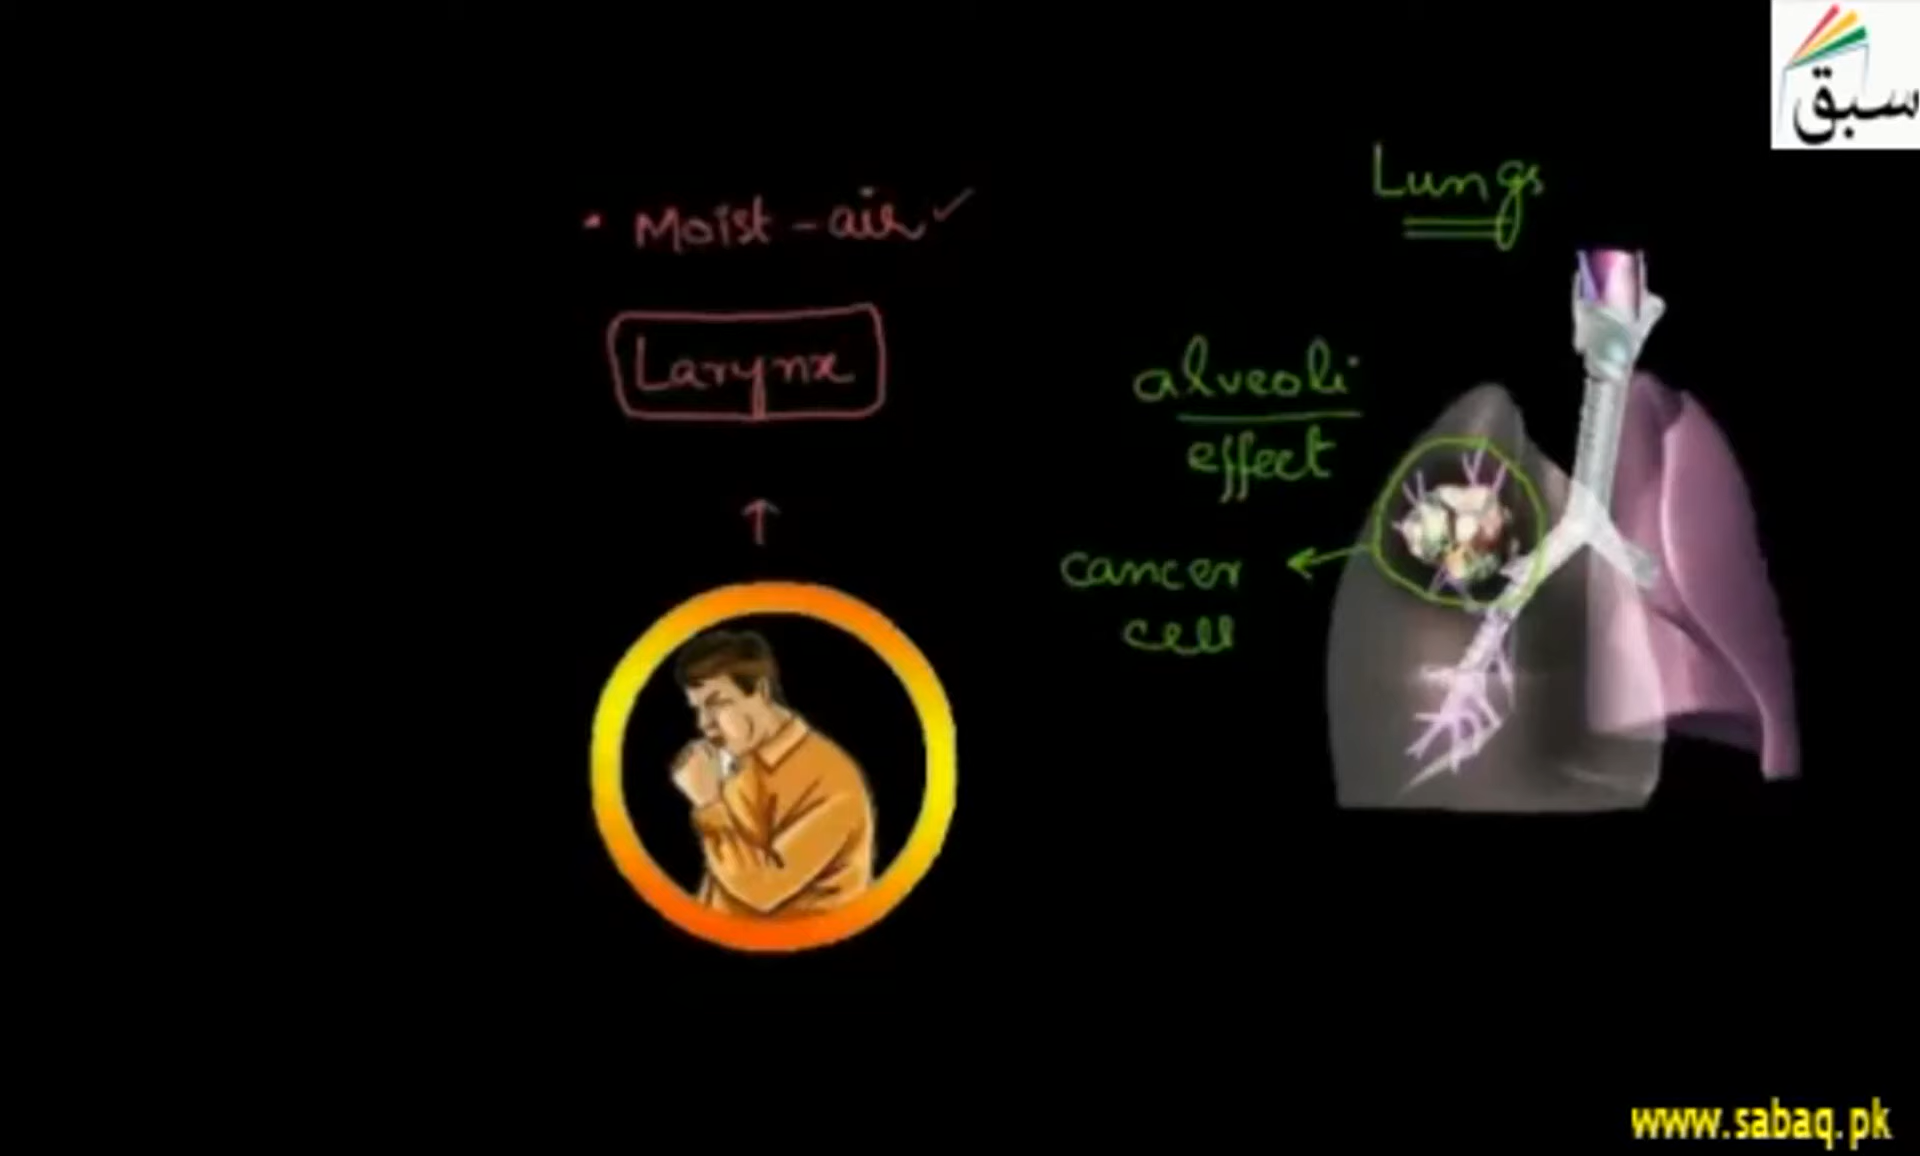 سبق
• Moist - air ✓
Larynx
Lungs
alveoli
effect
cancer
cell
www.sabaq.pk